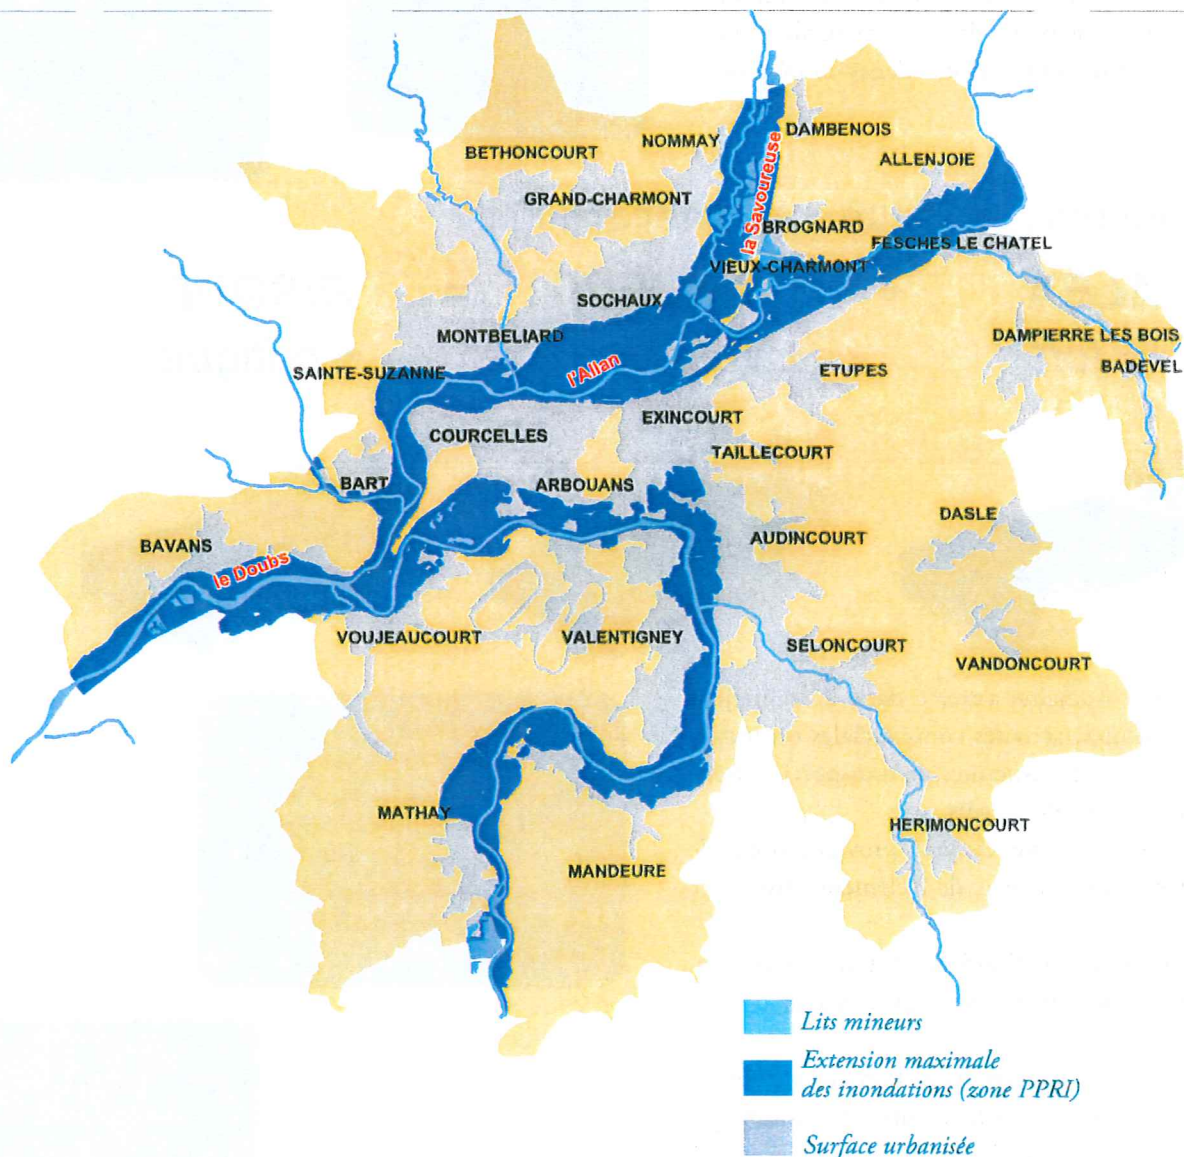 NOMMAY
DAMBENOIS
BETHONCOURT
ALLENJOIE
GRAND-CHARMONT
la Savoureuse
BROGNARD
FESCHES LE CHATEL
VIEUX-CHARMONT
SOCHAUX
MONTBELIARD
DAMPIERRE LES BOIS
SAINTE-SUZANNE
l'Allan
ETUPES
BADEVEL
EXINCOURT
COURCELLES
TAILLECOURT
BART
ARBOUANS
DASLE
BAVANS
AUDINCOURT
le Doubs
VOUJEAUCOURT
VALENTIGNEY
SELONCOURT
VANDONCOURT
MATHAY
HERIMONCOURT
MANDEURE
Lits mineurs
Extension maximale
des inondations (zone PPRI)
Surface urbanisée